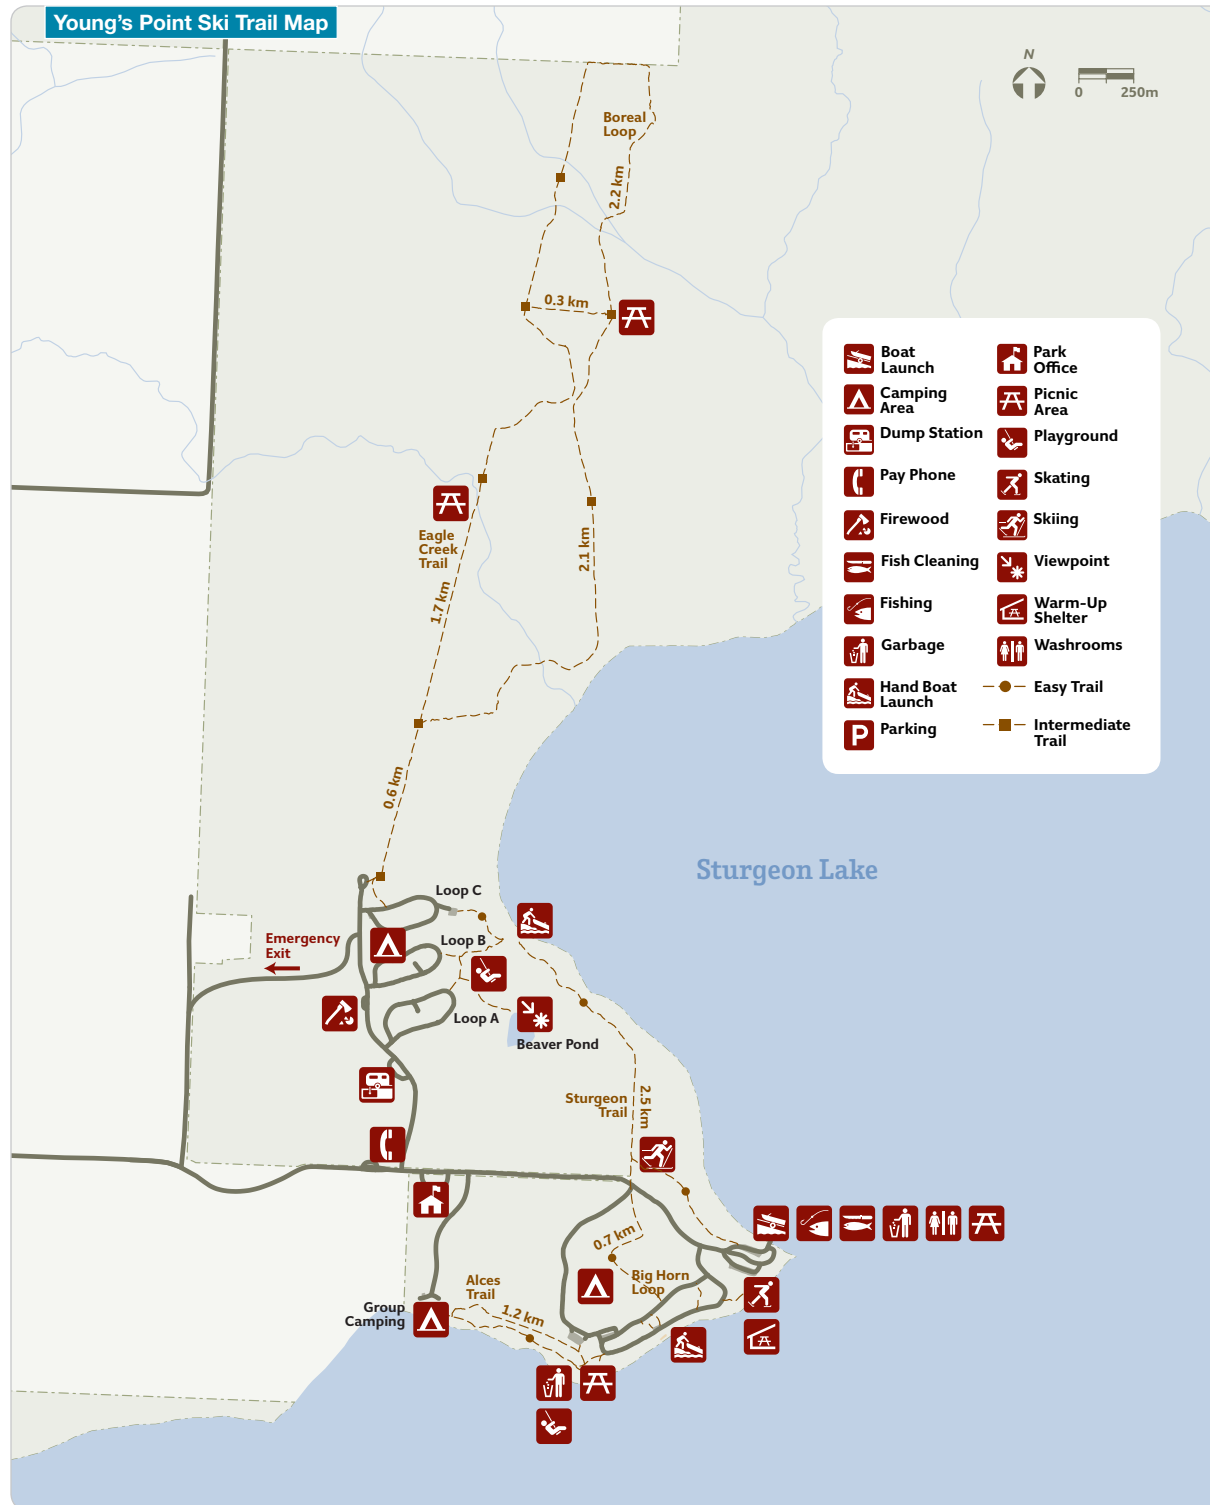 Young's Point Ski Trail Map
N
0 250m
Boreal
Loop
2.2 km
0.3 km
Boat
Launch
Camping
Area
Dump Station
Pay Phone
Firewood
Fish Cleaning
Fishing
Garbage
Hand Boat
Launch
P
Parking
Park
Office
Picnic
Area
Playground
Skating
Skiing
Viewpoint
Warm-Up
Shelter
Washrooms
Easy Trail
Intermediate
Trail
Eagle
Creek
Trail
1.7 km
2.1 km
0.6 km
Sturgeon Lake
Loop C
Emergency
Exit
Loop B
Loop A
Beaver Pond
Sturgeon
Trail
2.5 km
0.7 km
Big Horn
Loop
Alces
Trail
1.2 km
Group
Camping